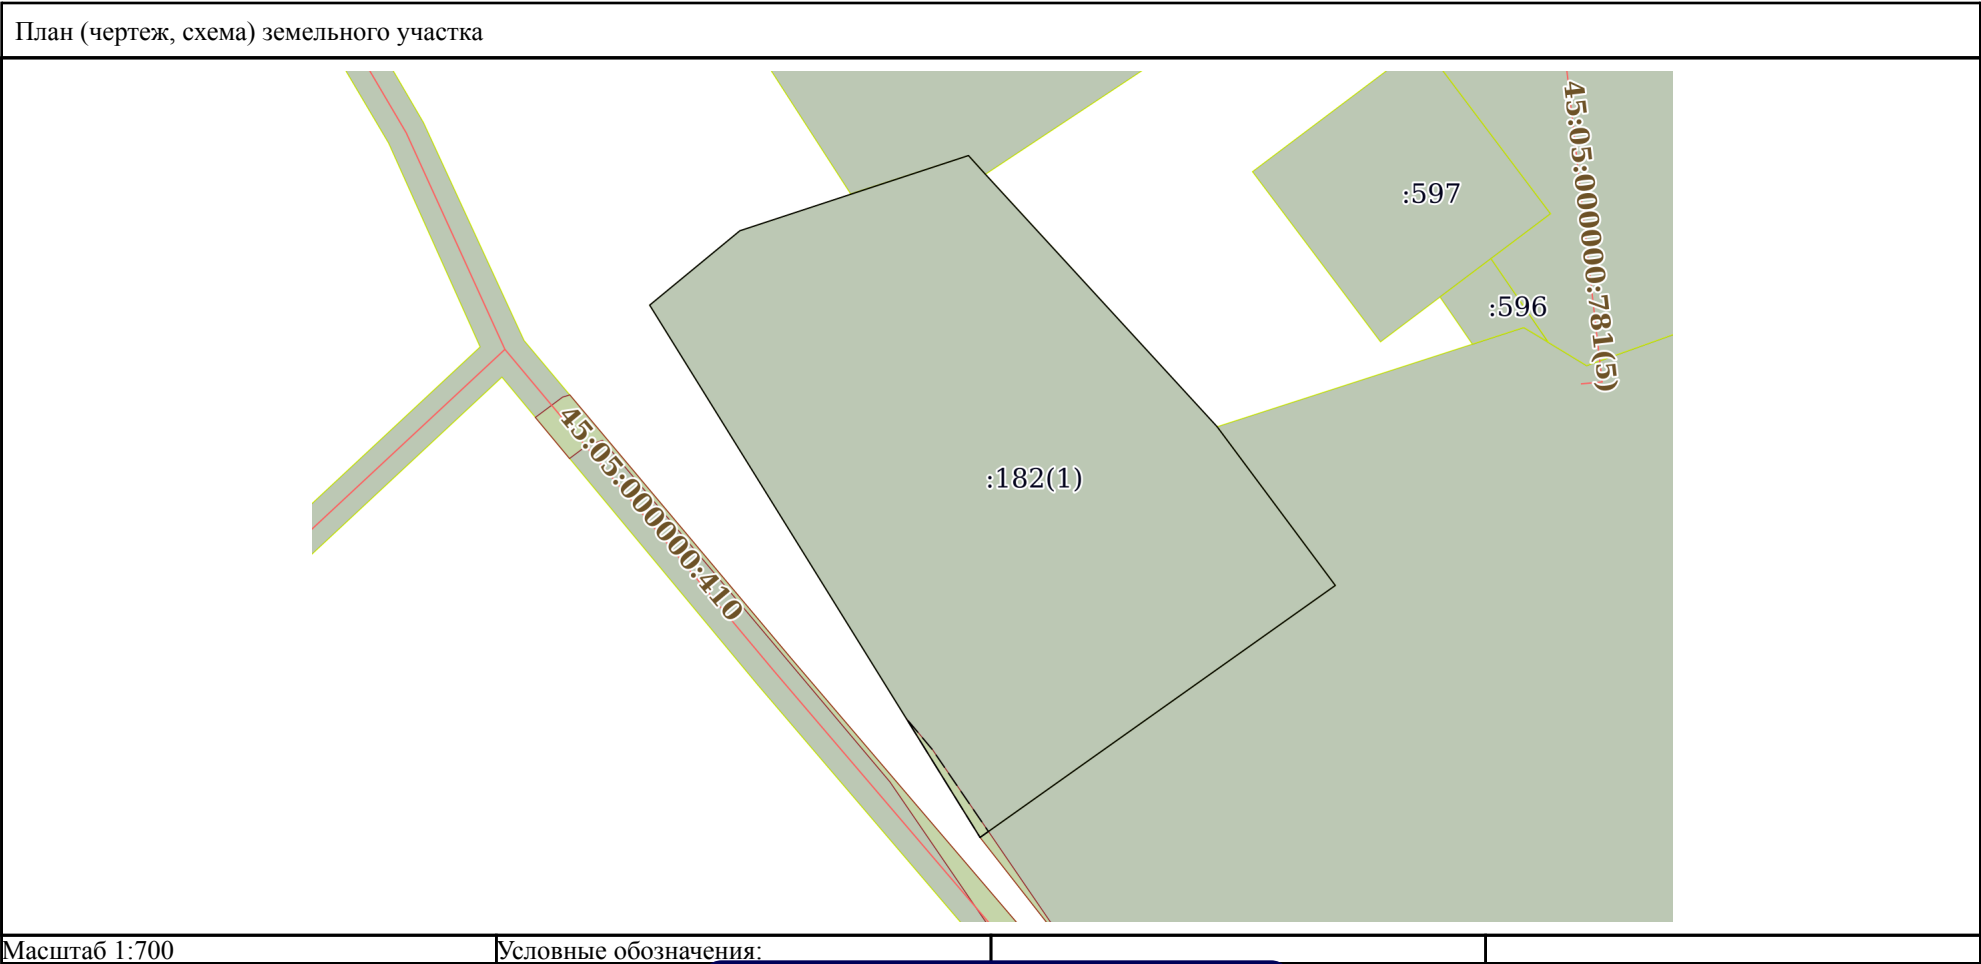 План (чертеж, схема) земельного участка
45:05:000000:781(5)
:597
:596
45:05:000000:410
:182(1)
Масштаб 1:700
Условные обозначения: